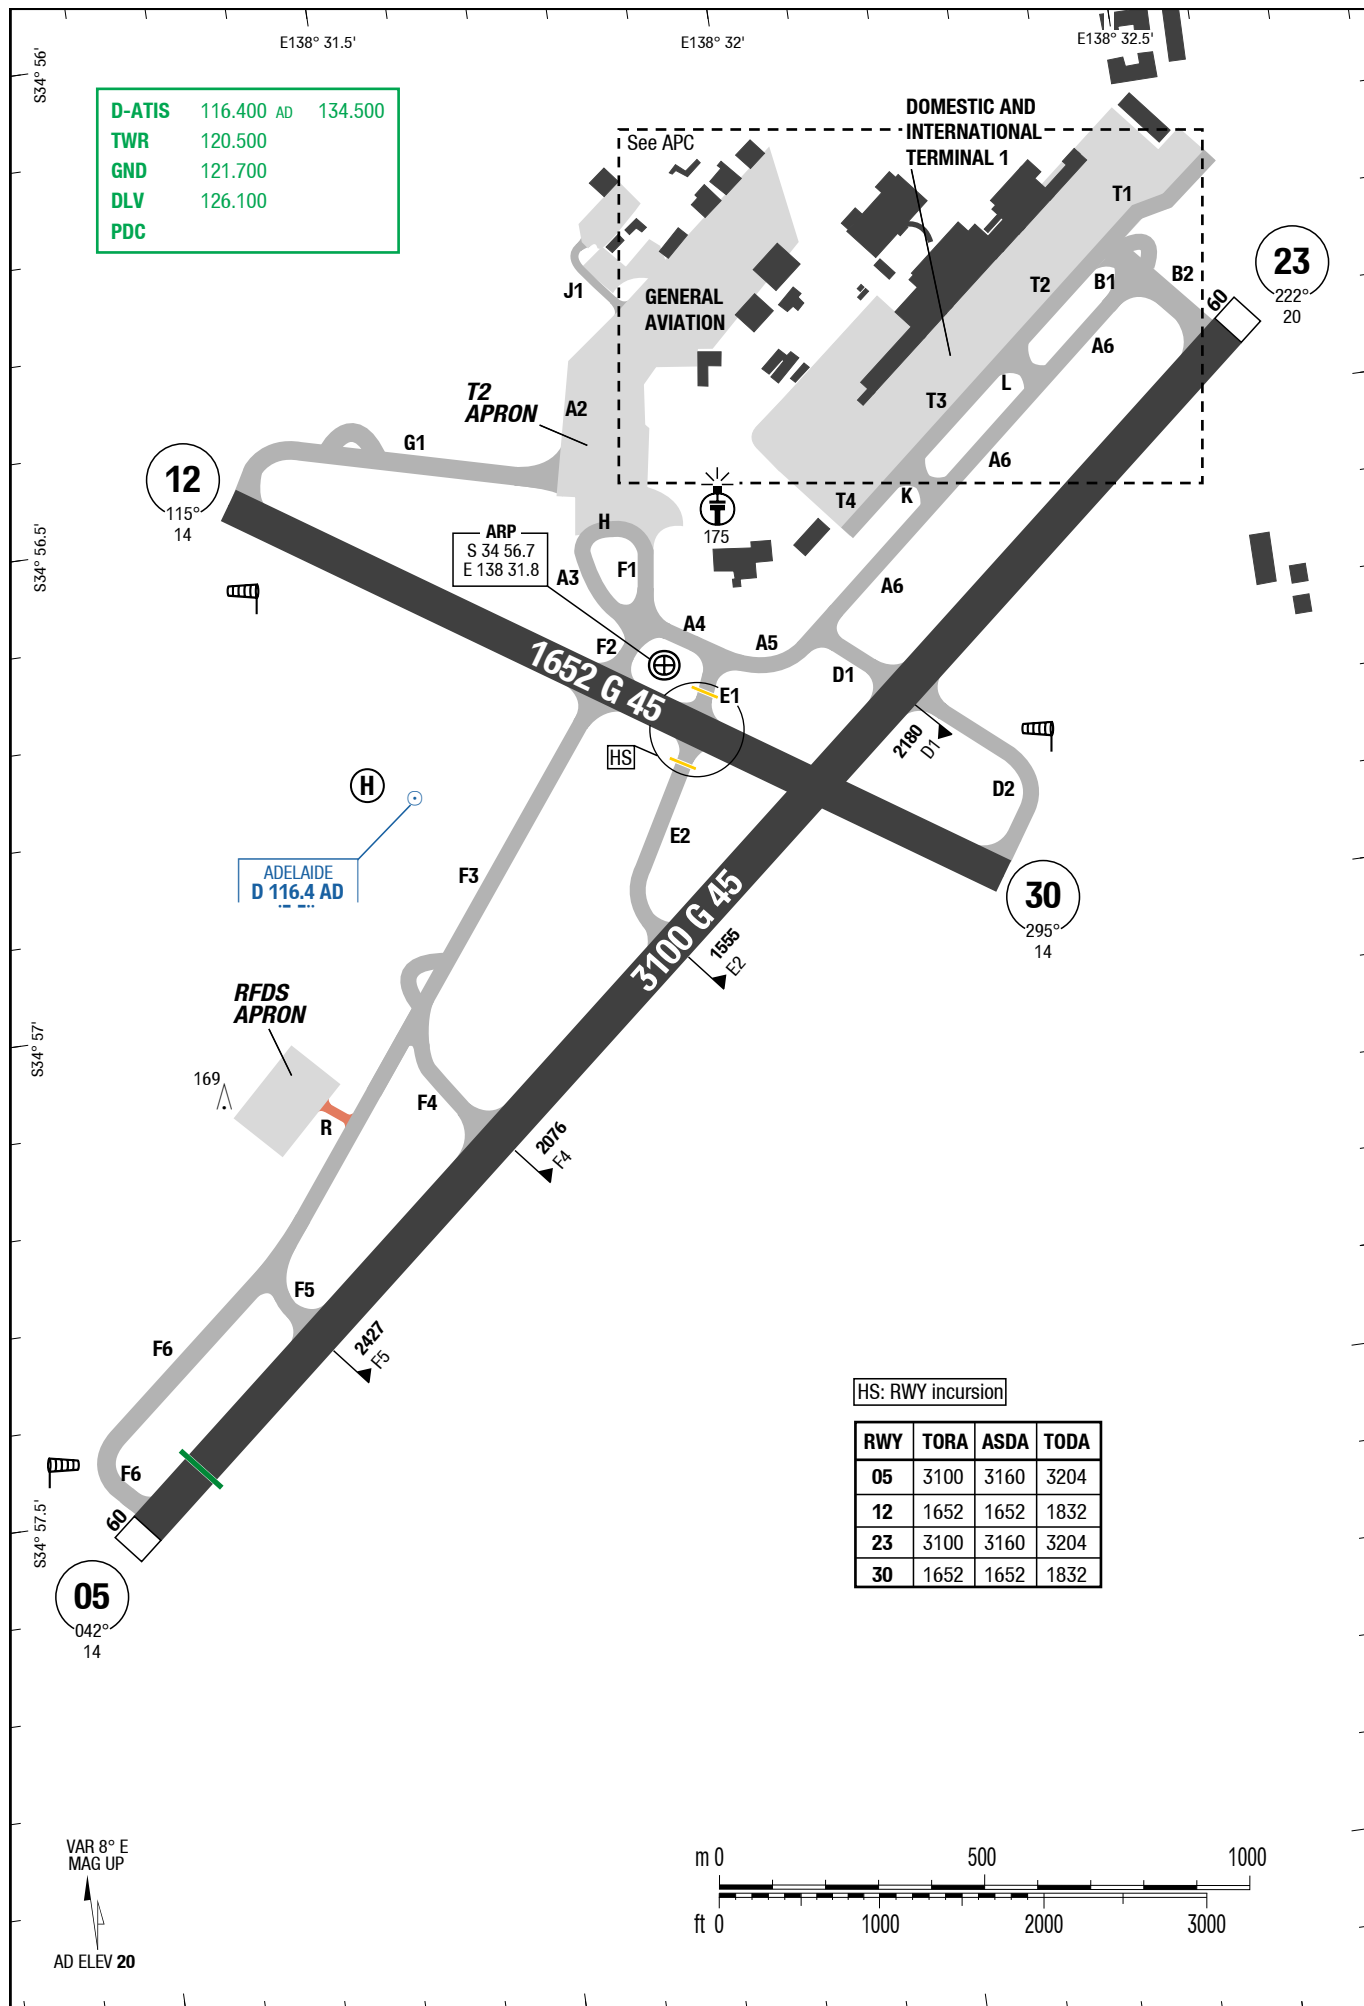 E138° 31.5'
E138° 32'
E138° 32.5'
S34° 56'
D-ATIS 116.400 AD 134.500
TWR 120.500
GND 121.700
DLV 126.100
PDC
See APC
DOMESTIC AND
INTERNATIONAL
TERMINAL 1
T1
B2
B1
T2
23
222°
20
60
J1
GENERAL
AVIATION
A6
L
T2
APRON
A2
T3
G1
A6
12
115°
14
T4
K
175
H
ARP
S 34 56.7
E 138 31.8
S34° 56.5'
A3
F1
A6
A4
A5
F2
D1
1652 G 45
E1
HS
2180
D1
H
D2
E2
ADELAIDE
D 116.4 AD
F3
30
295°
14
3100 G 45
1555
E2
RFDS
APRON
S34° 57'
169
R
F4
2076
F4
F5
F6
2427
F5
HS: RWY incursion
RWY TORA ASDA TODA
05 3100 3160 3204
12 1652 1652 1832
23 3100 3160 3204
30 1652 1652 1832
F6
60
S34° 57.5'
05
042°
14
VAR 8° E
MAG UP
AD ELEV 20
m 0 500 1000
ft 0 1000 2000 3000